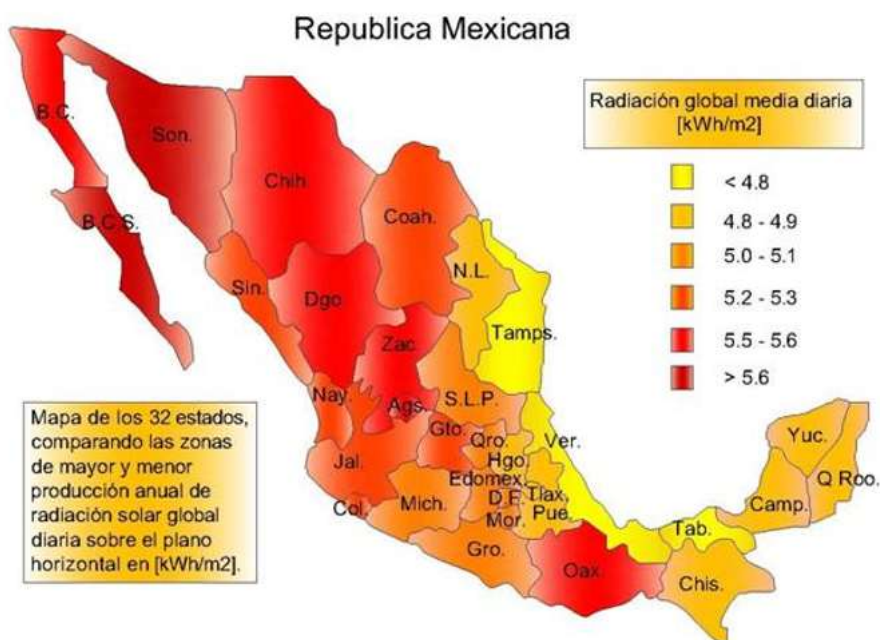 Republica Mexicana
Radiación global media diaria
[kWh/m2]
< 4.8
4.8 - 4.9
5.0 - 5.1
5.2 - 5.3
5.5 - 5.6
> 5.6
B.C.
Son.
Chih.
B.C.S.
Coah.
Sin.
Dgo.
N.L.
Zac.
Tamps.
Nay.
Ags.
S.L.P.
Jal.
Gto.
Qro.
Ver.
Hgo.
Edomex.
Col.
Mich.
D.F.
Tlax.
Mor.
Pue.
Gro.
Oax.
Tab.
Chis.
Yuc.
Camp.
Q Roo.
Mapa de los 32 estados,
comparando las zonas
de mayor y menor
producción anual de
radiación solar global
diaria sobre el plano
horizontal en [kWh/m2].